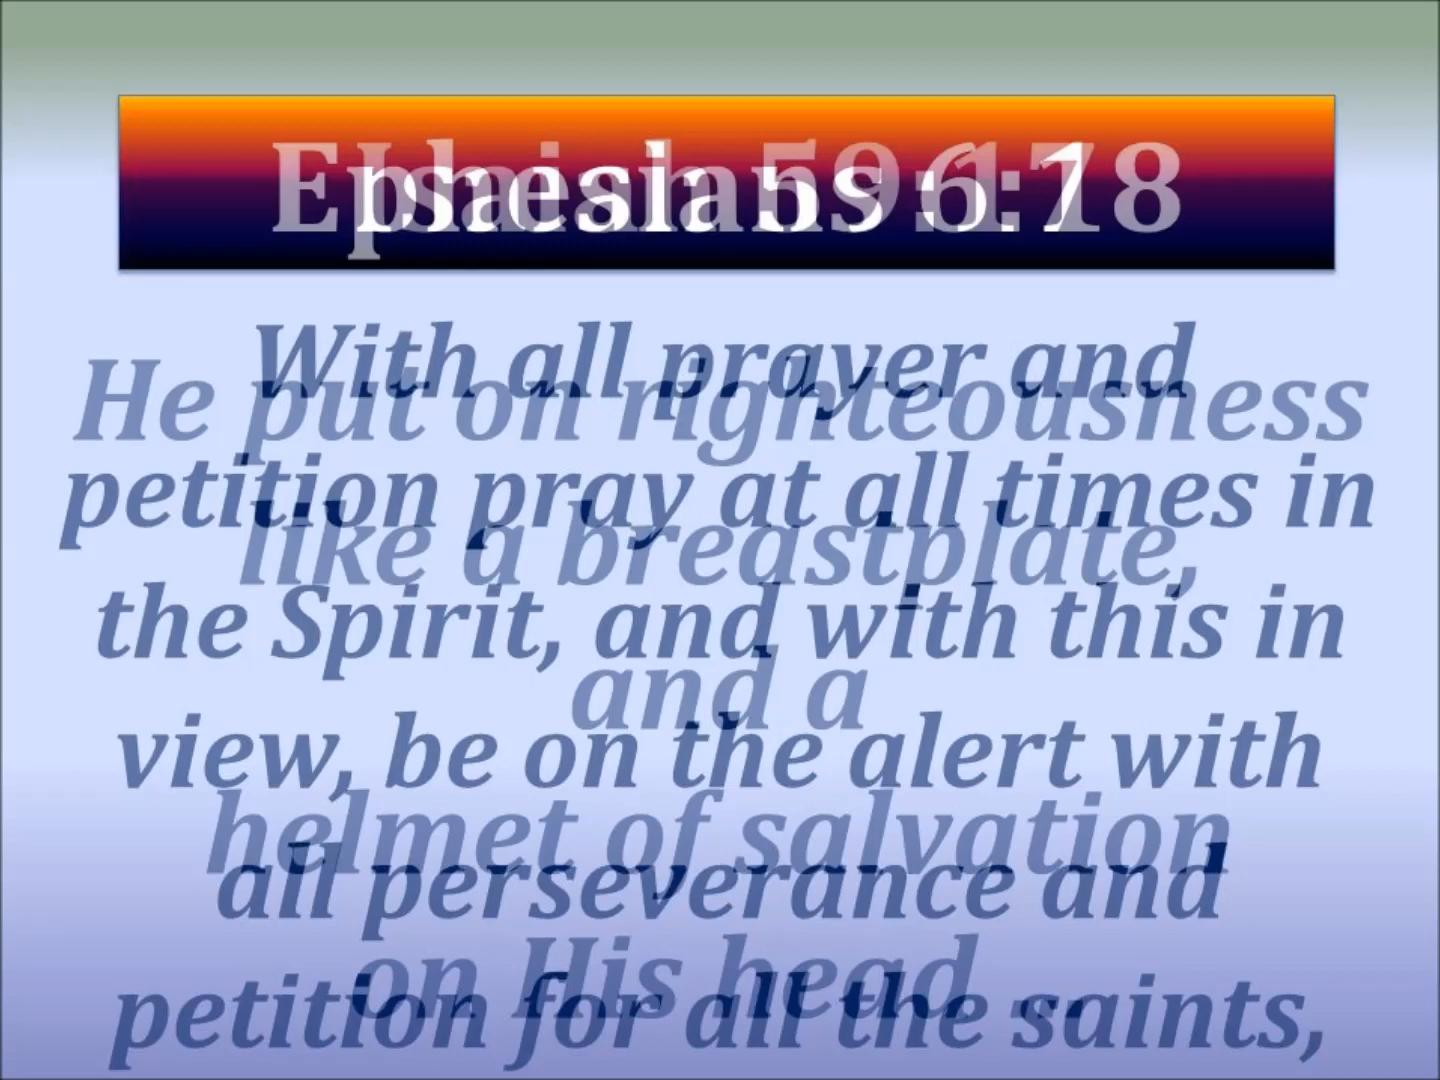 Ephesians 6:18
With all prayer and
petition pray at all times in
the Spirit, and with this in
view, be on the alert with
all perseverance and
petition for all the saints,
Isaiah 59:17
He put on righteousness
like a breastplate,
and a
helmet of salvation
on His head ...